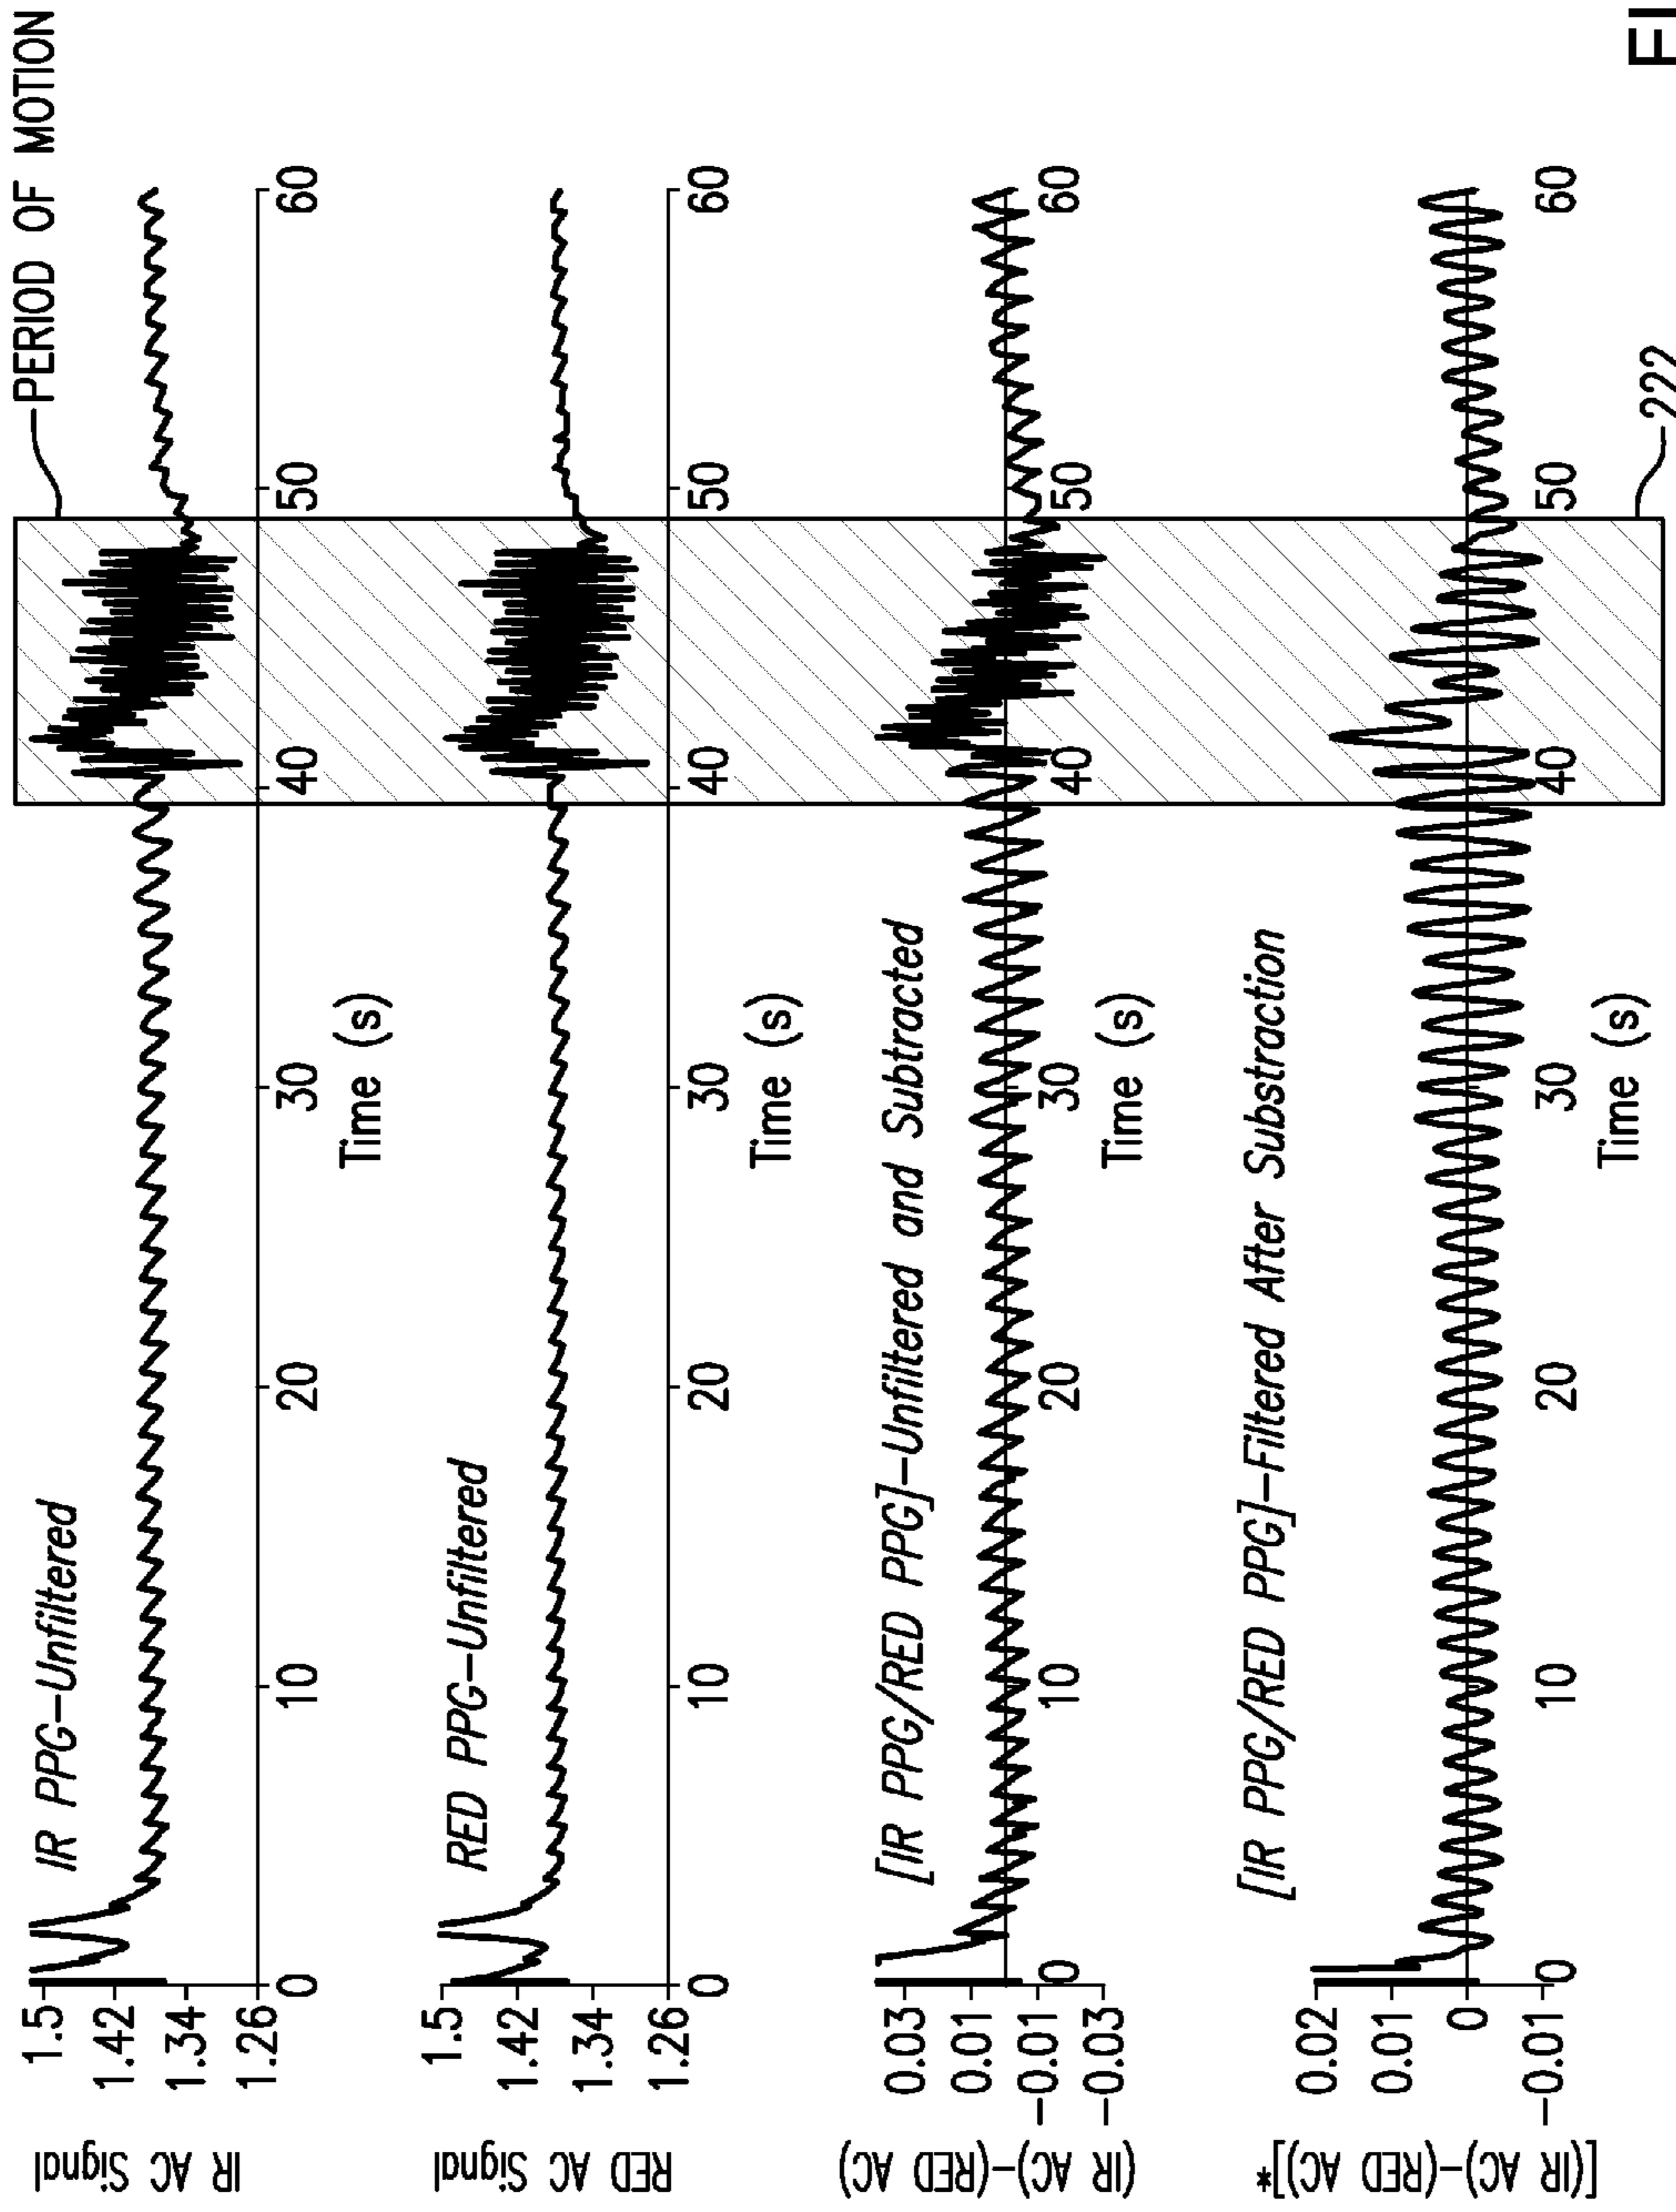 PERIOD OF MOTION
IR PPG-Unfiltered
IR AC Signal
1.5
1.42
1.34
1.26
0 10 20 30 40 50 60
Time (s)
RED PPG-Unfiltered
RED AC Signal
1.5
1.42
1.34
1.26
0 10 20 30 40 50 60
Time (s)
[IR PPG/RED PPG]-Unfiltered and Subtracted
(IR AC)-(RED AC)
0.03
0.01
-0.01
-0.03
0 10 20 30 40 50 60
Time (s)
[IR PPG/RED PPG]-Filtered After Substraction
[(IR AC)-(RED AC)]*
0.02
0.01
0
-0.01
0 10 20 30 40 50 60
Time (s)
222